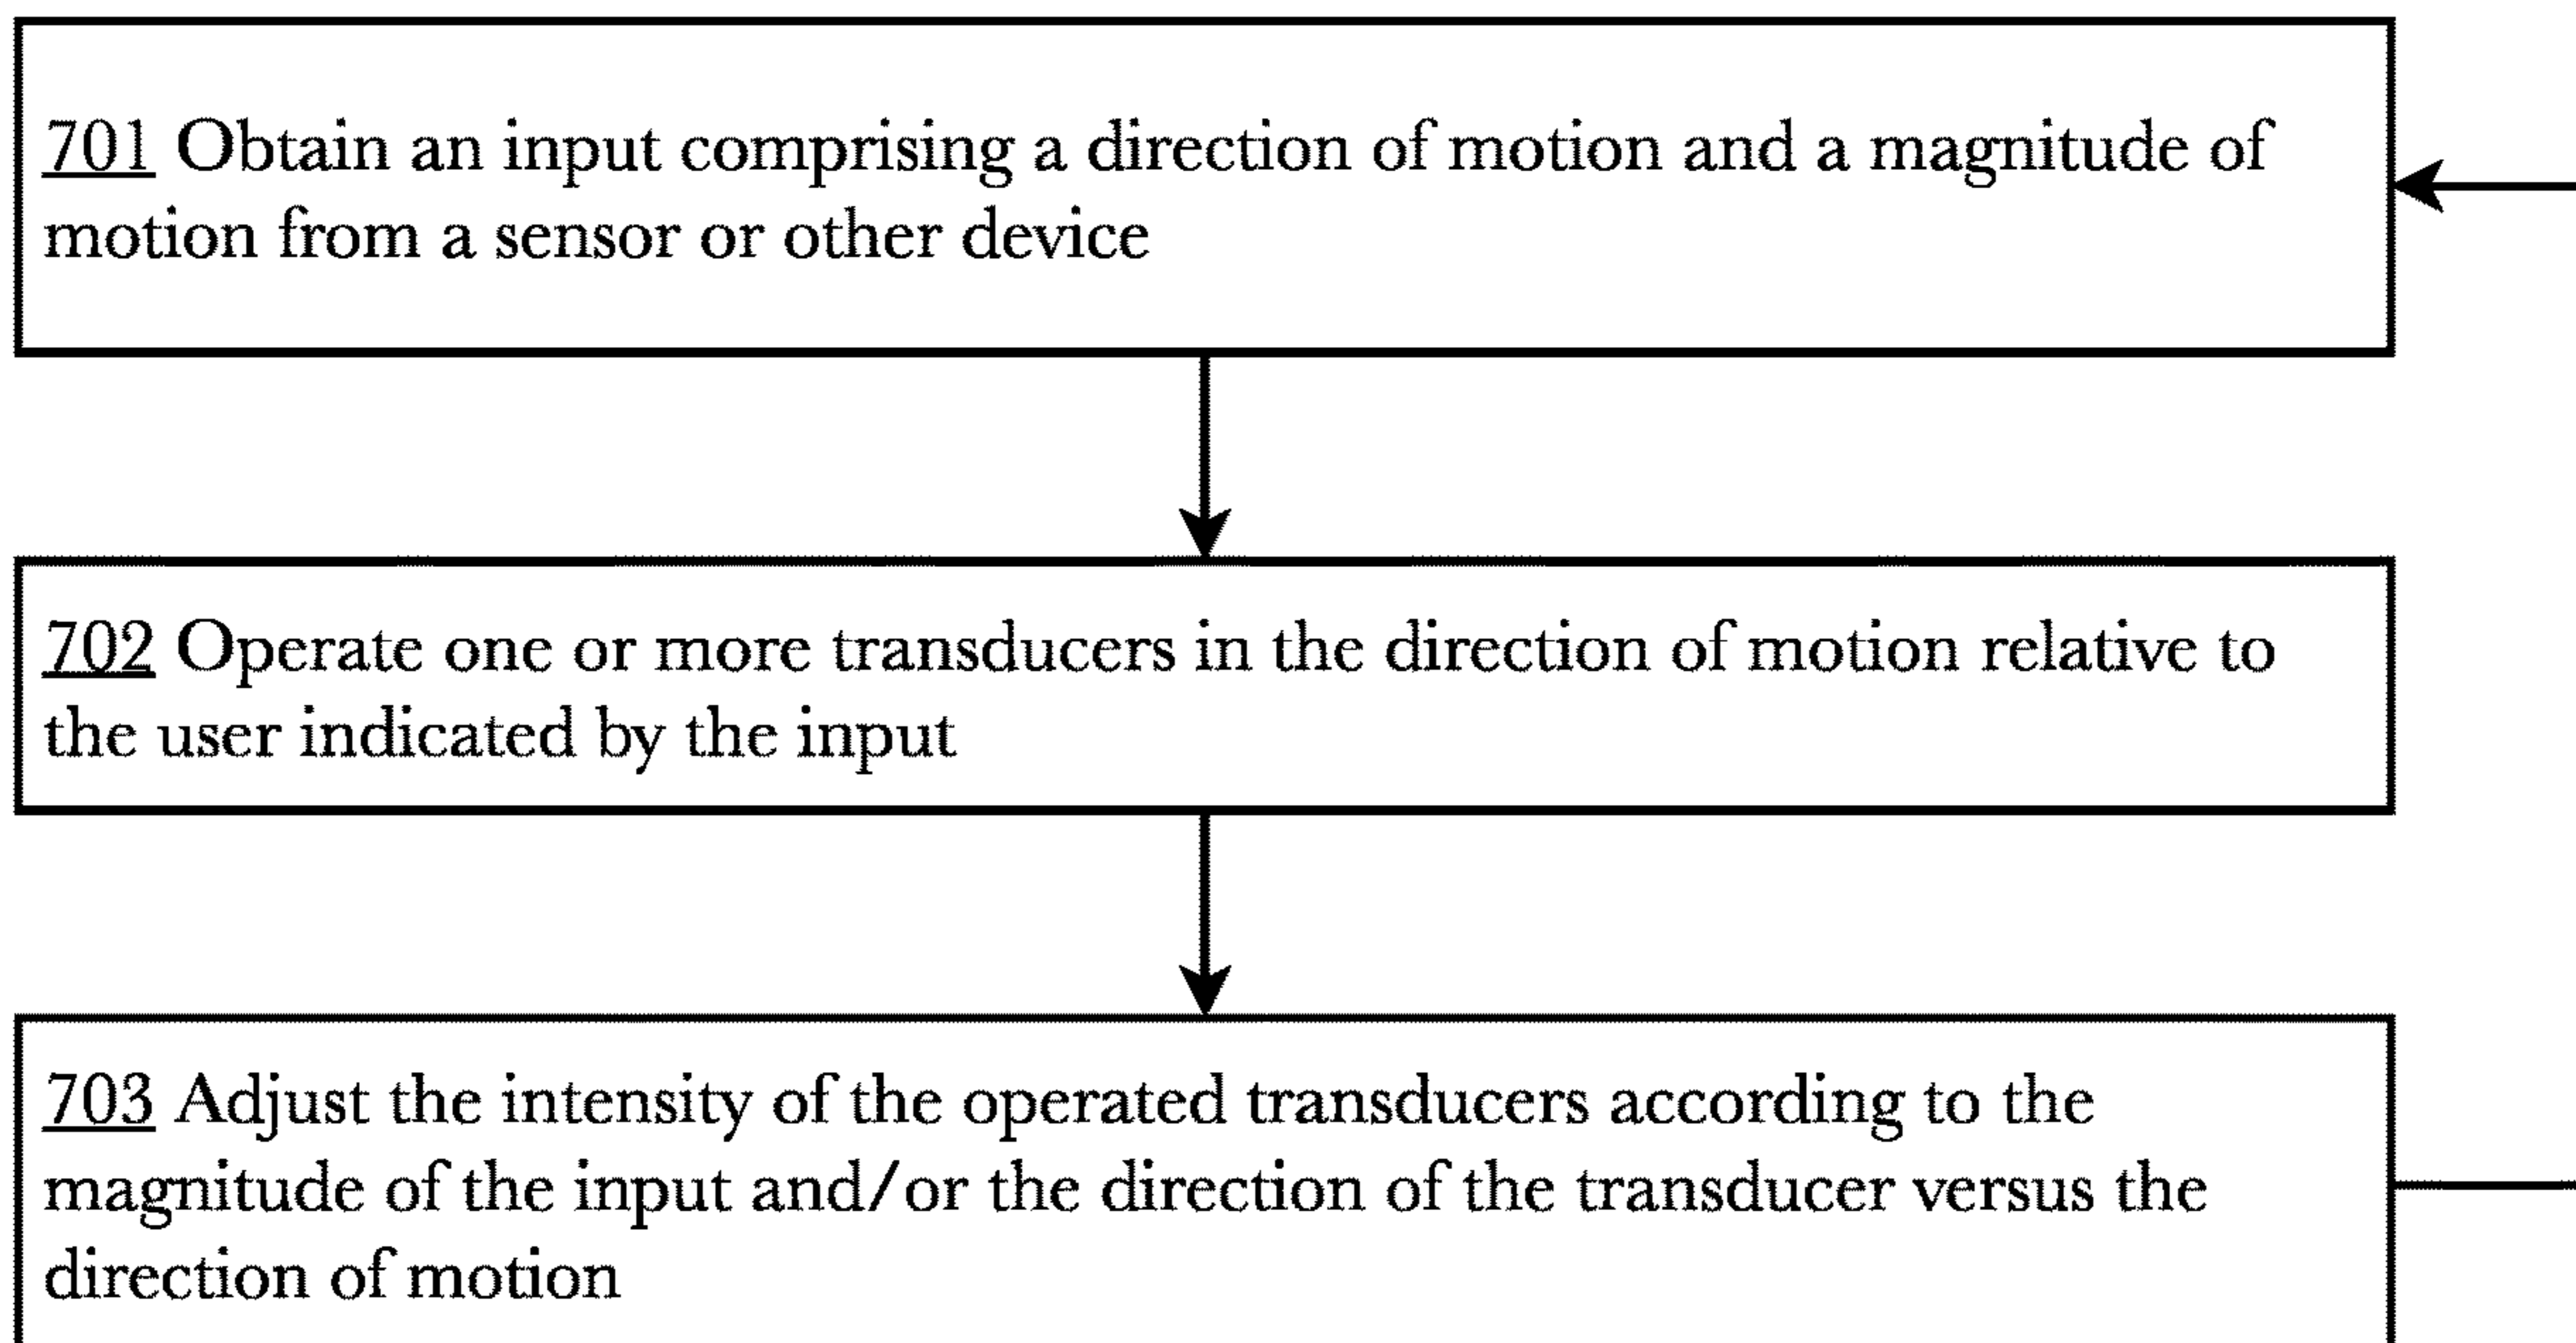 701 Obtain an input comprising a direction of motion and a magnitude of
motion from a sensor or other device
702 Operate one or more transducers in the direction of motion relative to
the user indicated by the input
703 Adjust the intensity of the operated transducers according to the
magnitude of the input and/or the direction of the transducer versus the
direction of motion